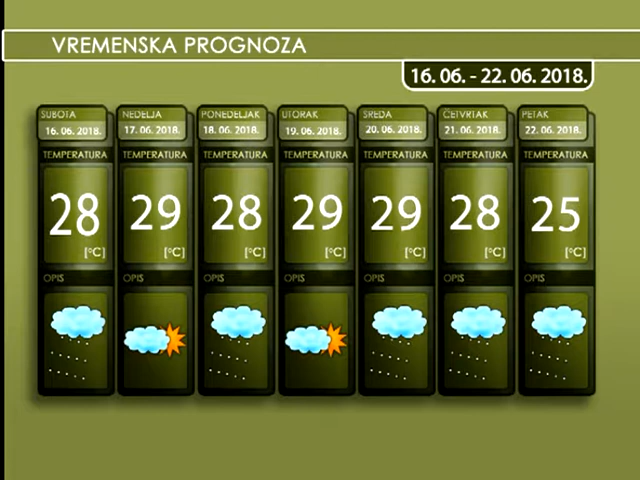 VREMENSKA PROGNOZA
16. 06. - 22. 06. 2018.
SUBOTA NEDELJA PONEDELJAK UTORAK SREDA ČETVRTAK PETAK
16. 06. 2018. 17. 06. 2018. 18. 06. 2018. 19. 06. 2018. 20. 06. 2018. 21. 06. 2018. 22. 06. 2018.
TEMPERATURA TEMPERATURA TEMPERATURA TEMPERATURA TEMPERATURA TEMPERATURA TEMPERATURA
28 29 28 29 29 28 25
[°C] [°C] [°C] [°C] [°C] [°C] [°C]
OPIS OPIS OPIS OPIS OPIS OPIS OPIS